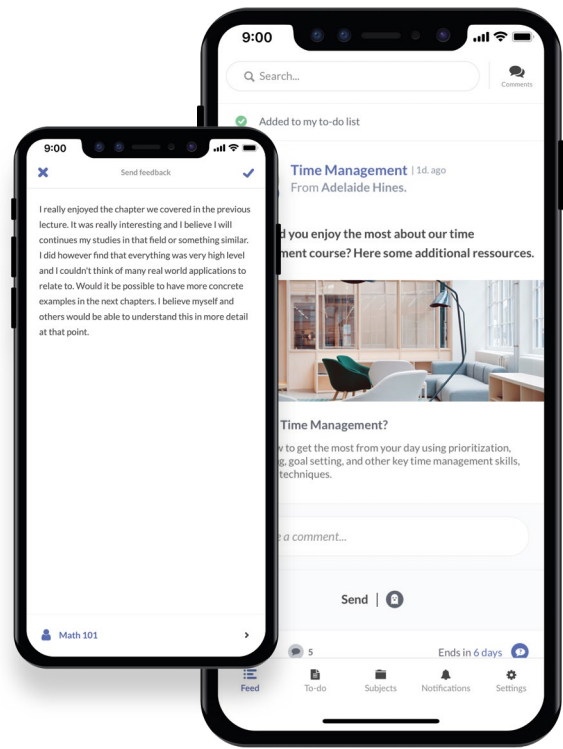 9:00
Send feedback
I really enjoyed the chapter we covered in the previous
lecture. It was really interesting and I believe I will
continues my studies in that field or something similar.
I did however find that everything was very high level
and I couldn't think of many real world applications to
relate to. Would it be possible to have more concrete
examples in the next chapters. I believe myself and
others would be able to understand this in more detail
at that point.
Math 101
9:00
Search...
Comments
Added to my to-do list
Time Management | 1d. ago
From Adelaide Hines.
you enjoy the most about our time
course? Here some additional ressources.
Time Management?
to get the most from your day using prioritization,
goal setting, and other key time management skills,
techniques.
a comment...
Send |
5
Ends in 6 days
Feed
To-do
Subjects
Notifications
Settings